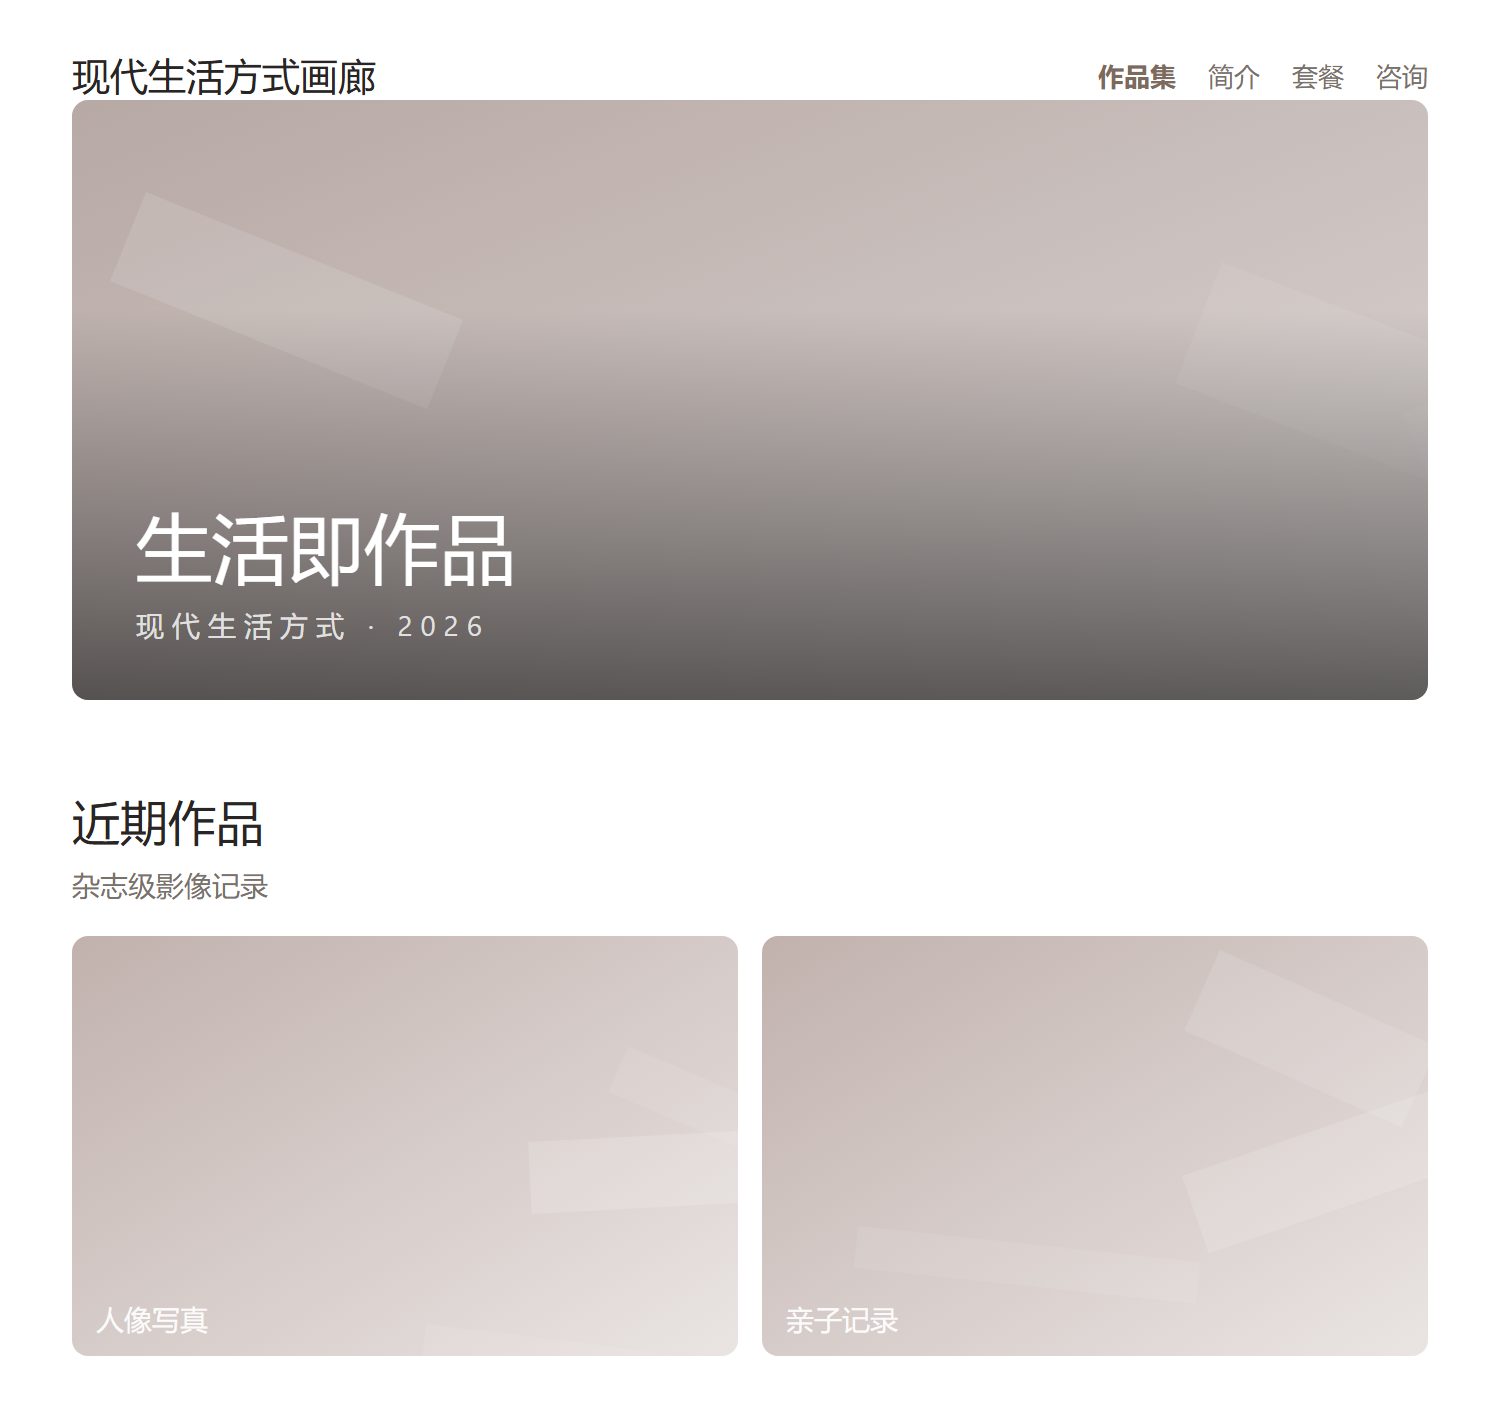 现代生活方式画廊
作品集 简介 套餐 咨询
生活即作品
现代生活方式 · 2026
近期作品
杂志级影像记录
人像写真
亲子记录